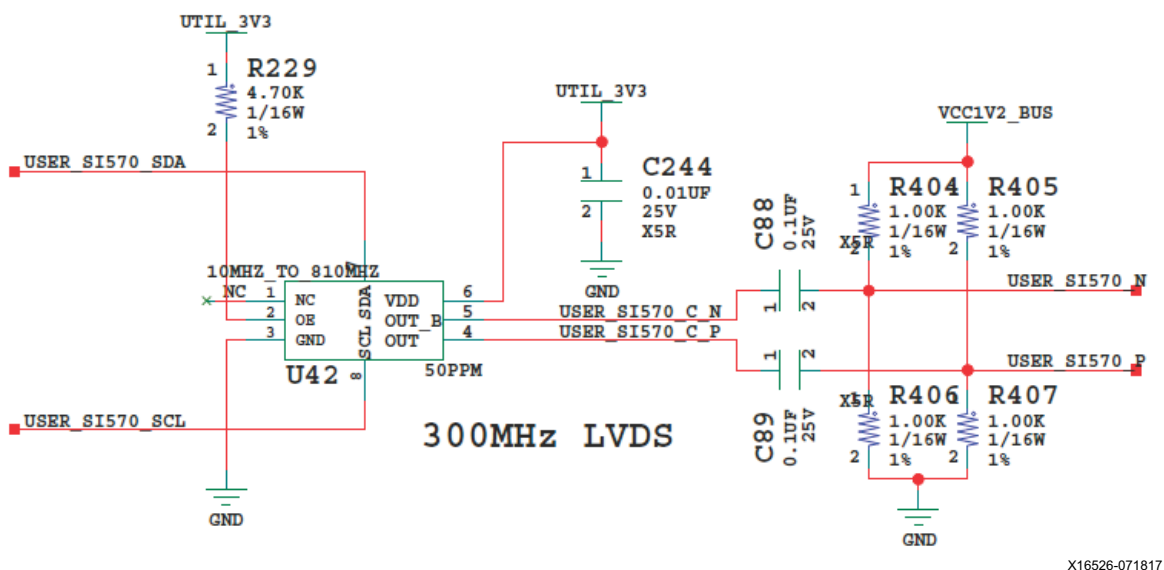 UTIL_3V3
1
R229
4.70K
1/16W
1%
2
USER_SI570_SDA
UTIL_3V3
1
C244
0.01UF
25V
X5R
2
GND
VCC1V2_BUS
1
R404
1.00K
1/16W
1%
2
R405
1.00K
1/16W
1%
2
C88
0.1UF
25V
X5R
1
2
10MHZ_TO_810MHZ
7
NC
1
2
3
NC
OE
GND
SDA
SCL
VDD
OUT_B
OUT
6
5
4
8
U42
50PPM
USER_SI570_C_N
USER_SI570_C_P
USER_SI570_N
USER_SI570_P
1
2
C89
0.1UF
25V
X5R
1
R406
1.00K
1/16W
1%
2
1
R407
1.00K
1/16W
1%
2
USER_SI570_SCL
300MHz LVDS
GND
GND
X16526-071817